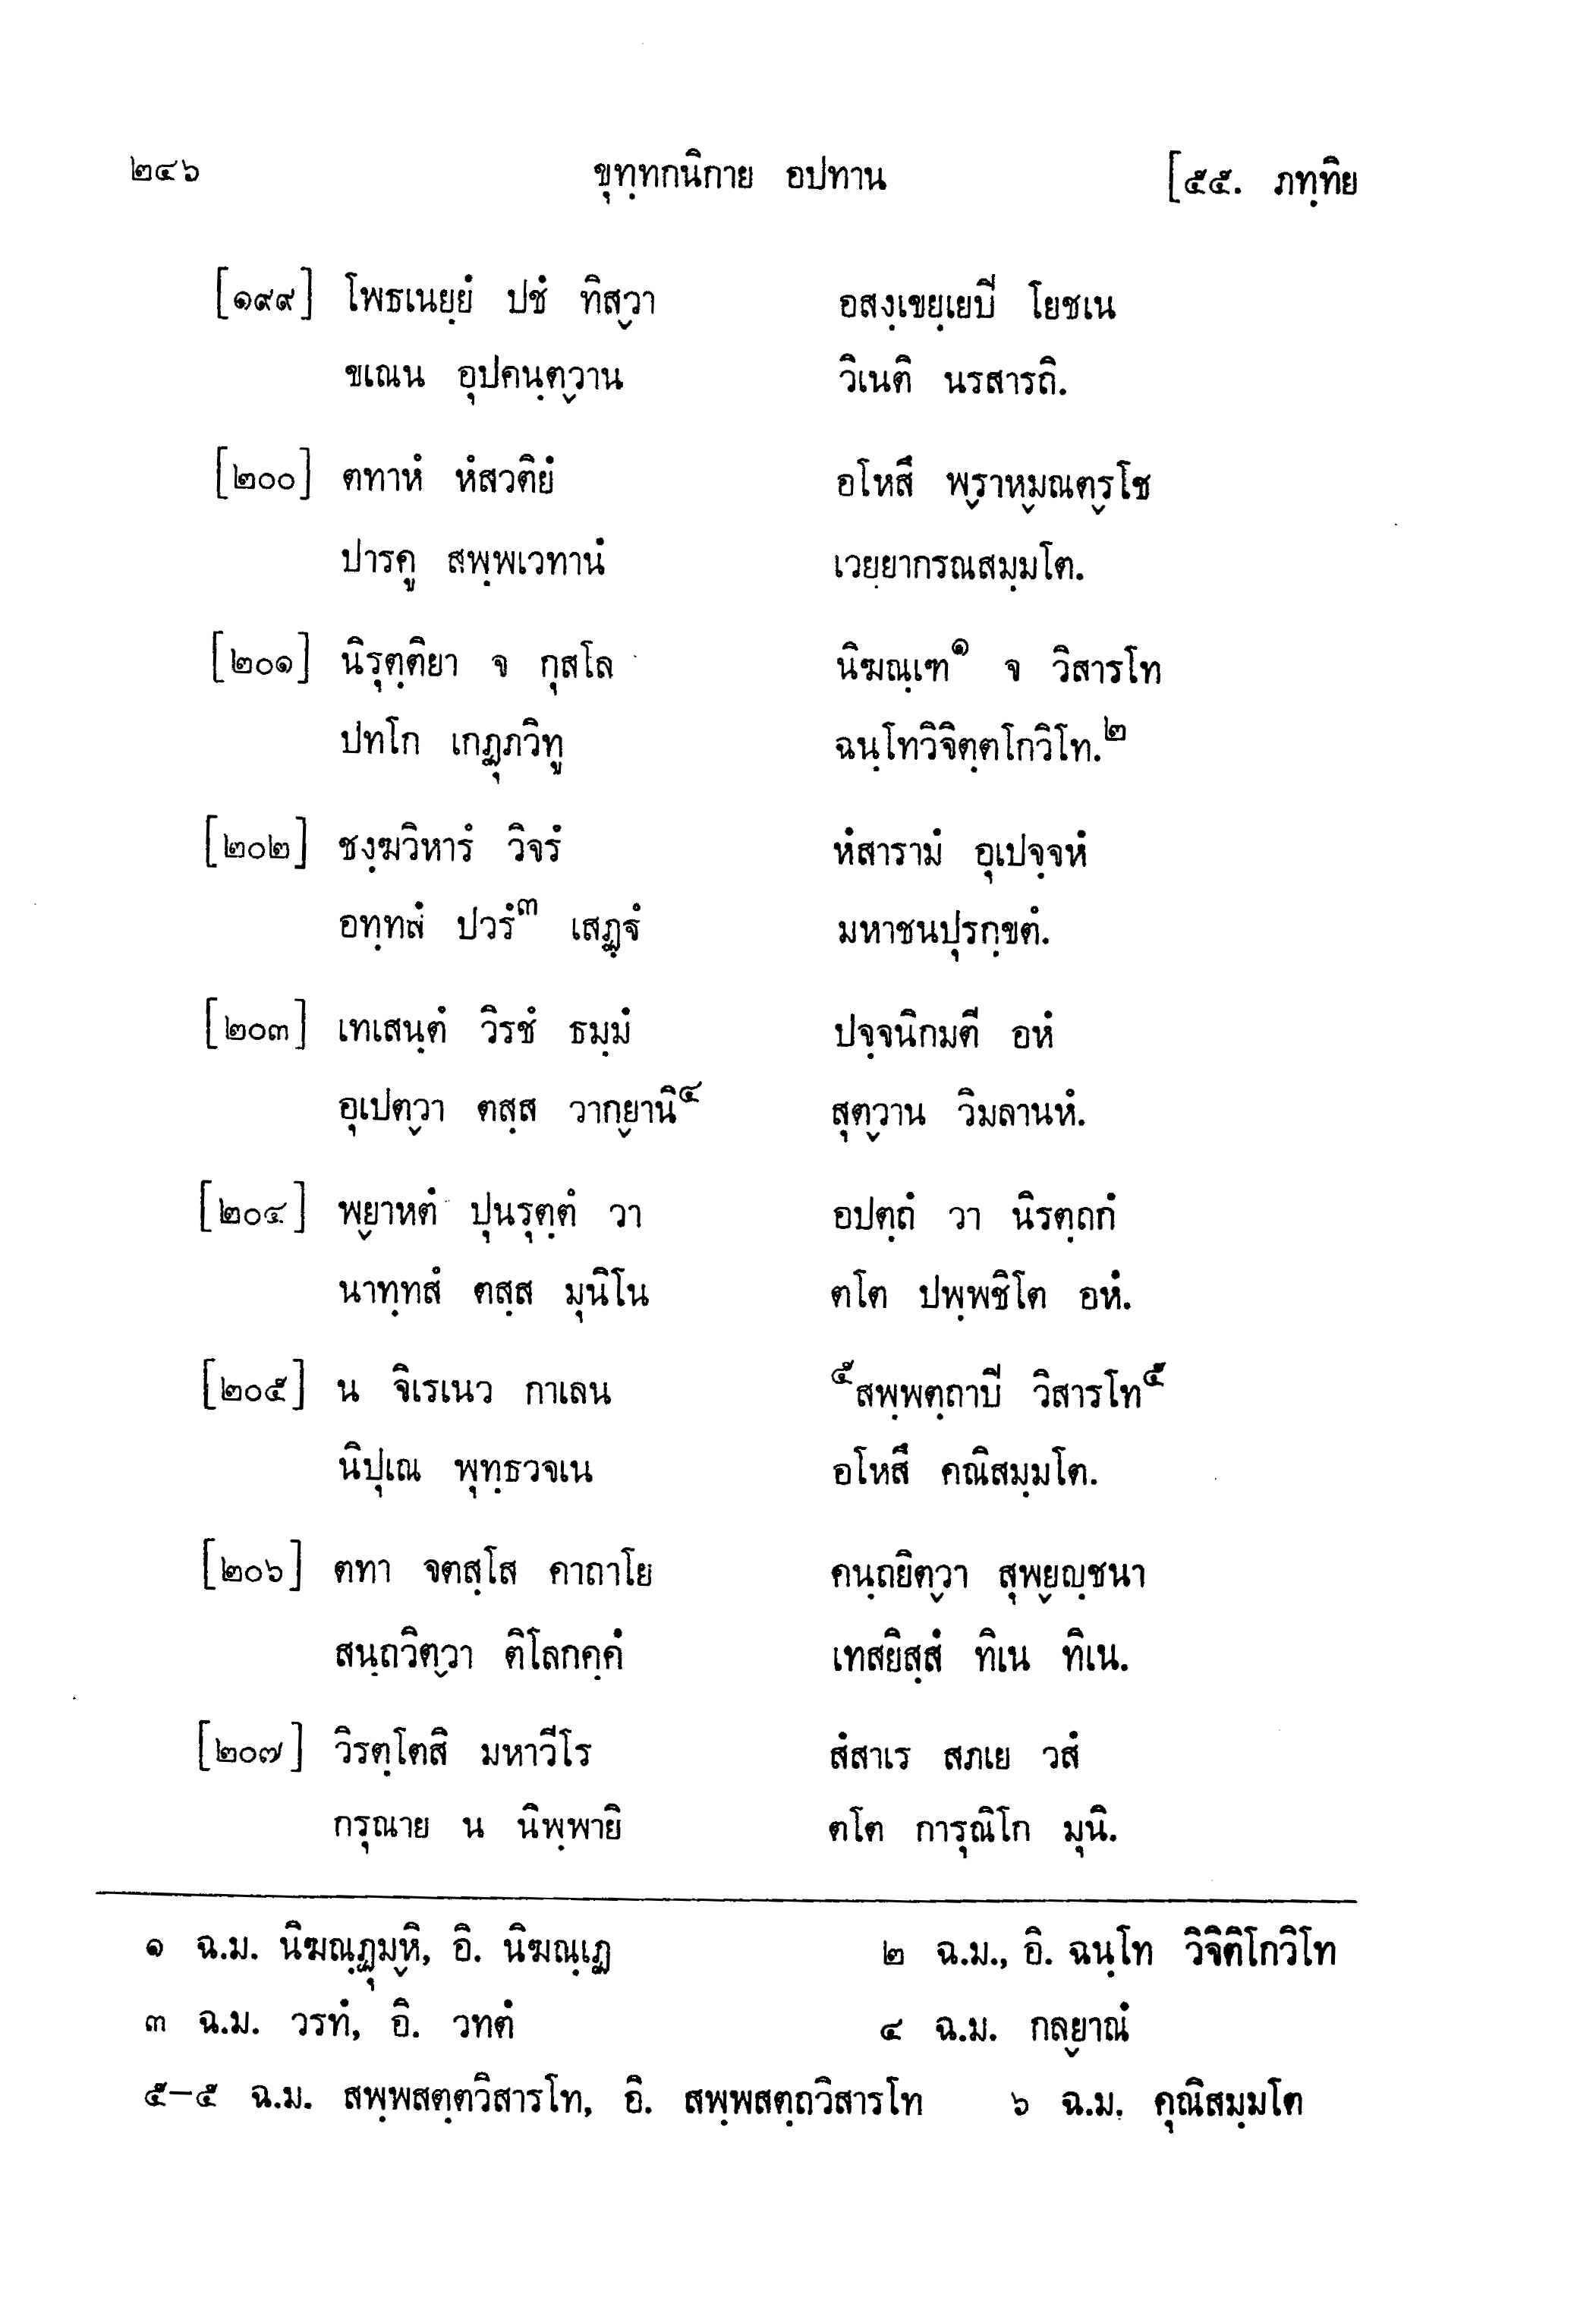 ๒๔๖ ขุทฺทกนิกาย อปทาน [๕๕. ภทฺทิย
[๑๙๙] โพธเนยฺยํ ปชํ ทิสฺวา อสงฺเขยฺเยปี โยชเน
ขเณน อุปคนฺตฺวาน วิเนติ นรสารถิ.
[๒๐๐] ตทาหํ หํสวติยํ อโหสึ พฺราหฺมณตฺรโช
ปารคู สพฺพเวทานํ เวยฺยากรณสมฺมโต.
[๒๐๑] นิรุตฺติยา จ กุสโล นิฆณฺเฑ๑ จ วิสารโท
ปทโก เกฏุภวิทู ฉนฺโทวิจิตฺตโกวิโท.๒
[๒๐๒] ชงฺฆวิหารํ วิจรํ หํสารามํ อุเปจฺจหํ
อทฺทสํ ปวรํ๓ เสฏฺฐํ มหาชนปุรกฺขตํ.
[๒๐๓] เทเสนฺตํ วิรชํ ธมฺมํ ปจฺจนิกมตี อหํ
อุเปตฺวา ตสฺส วากฺยานิ๔ สุตฺวาน วิมลานหํ.
[๒๐๔] พฺยาหตํ ปุนรุตฺตํ วา อปตฺถํ วา นิรตฺถกํ
นาทฺทสํ ตสฺส มุนิโน ตโต ปพฺพชิโต อหํ.
[๒๐๕] น จิเรเนว กาเลน ๕สพฺพตฺถาปี วิสารโท๕
นิปุเณ พุทฺธวจเน อโหสึ คณิสมฺมโต.
[๒๐๖] ตทา จตสฺโส คาถาโย คนฺถยิตฺวา สุพฺยญฺชนา
สนฺถวิตฺวา ติโลกคฺคํ เทสยิสฺสํ ทิเน ทิเน.
[๒๐๗] วิรตฺโตสิ มหาวีโร สํสาเร สภเย วสํ
กรุณาย น นิพฺพายิ ตโต การุณิโก มุนิ.
๑ ฉ.ม. นิฆณฺฏุมฺหิ, อิ. นิฆณฺเฏ ๒ ฉ.ม., อิ. ฉนฺโท วิจิติโกวิโท
๓ ฉ.ม. วรทํ, อิ. วทตํ ๔ ฉ.ม. กลฺยาณํ
๕–๕ ฉ.ม. สพฺพสตฺตวิสารโท, อิ. สพฺพสตฺถวิสารโท ๖ ฉ.ม. คุณิสมฺมโต